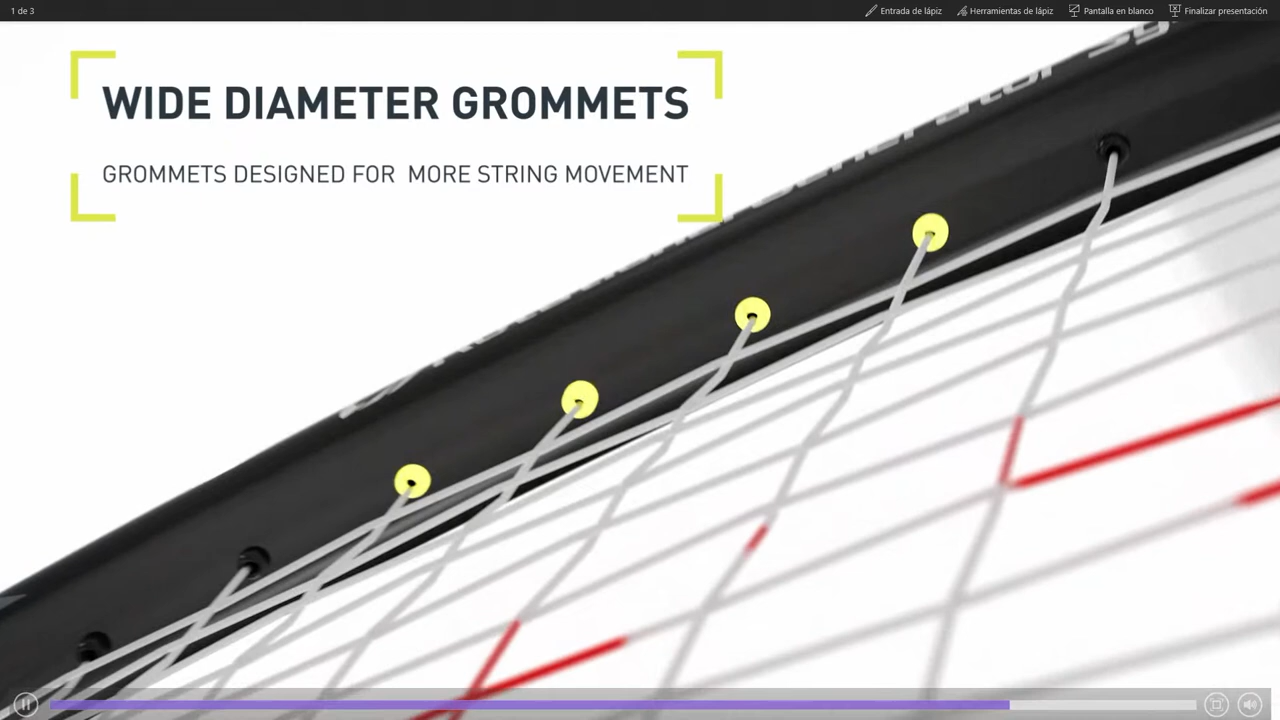 1 de 3
Entrada de lápiz
Herramientas de lápiz
Pantalla en blanco
Finalizar presentación
WIDE DIAMETER GROMMETS
GROMMETS DESIGNED FOR MORE STRING MOVEMENT